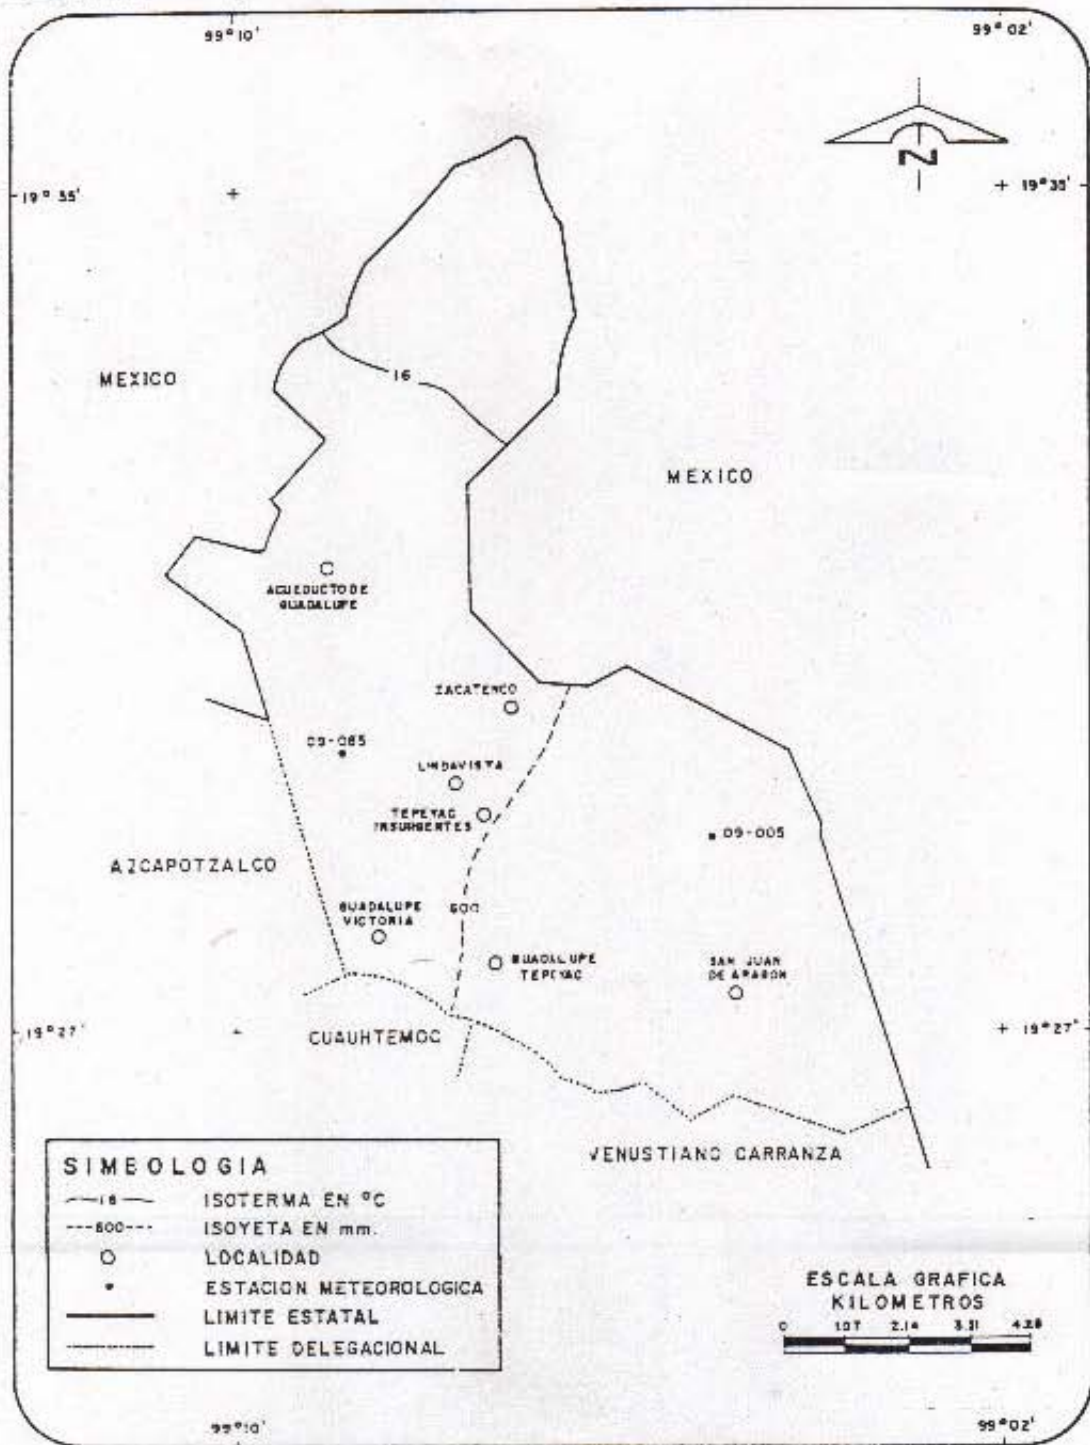 99°10'
99°02'
N
19°35'
19°35'
MEXICO
16
MEXICO
AGUEDUCTO DE
GUADALUPE
ZACATENCO
09-085
LINDAVISTA
TEPEYAC
INSURGENTES
09-005
AZCAPOTZALCO
GUADALUPE
VICTORIA
600
GUADALUPE
TEPEYAC
SAN JUAN
DE ARAGON
19°27'
CUAUHTEMOC
19°27'
VENUSTIANO CARRANZA
SIMBOLOGIA
16 ISOTERMA EN °C
600 ISOYETA EN mm.
LOCALIDAD
ESTACION METEOROLOGICA
LIMITE ESTATAL
LIMITE DELEGACIONAL
ESCALA GRAFICA
KILOMETROS
0 1.07 2.14 3.21 4.28
99°10'
99°02'